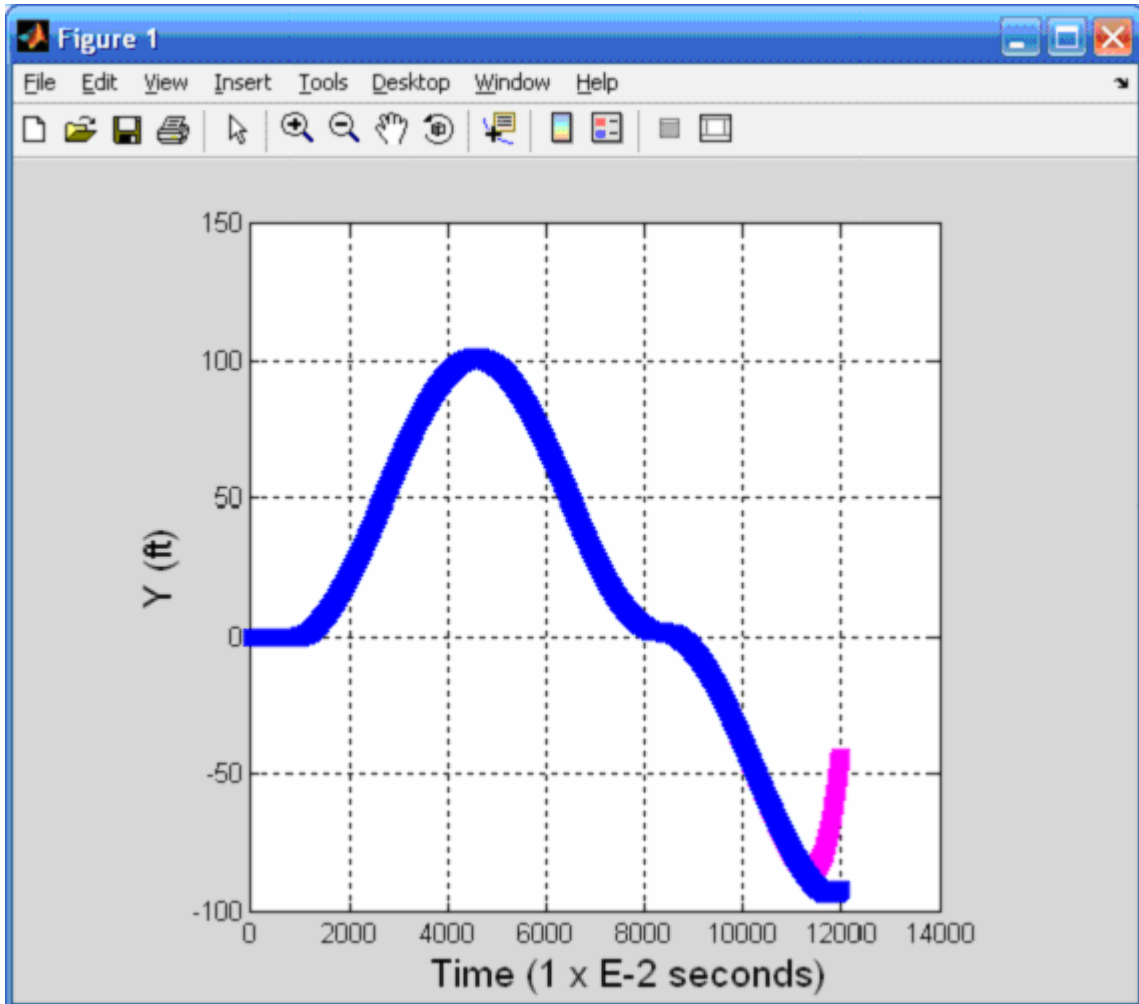 Figure 1
File Edit View Insert Tools Desktop Window Help
150
100
50
0
-50
-100
Y (ft)
0 2000 4000 6000 8000 10000 12000 14000
Time (1 x E-2 seconds)